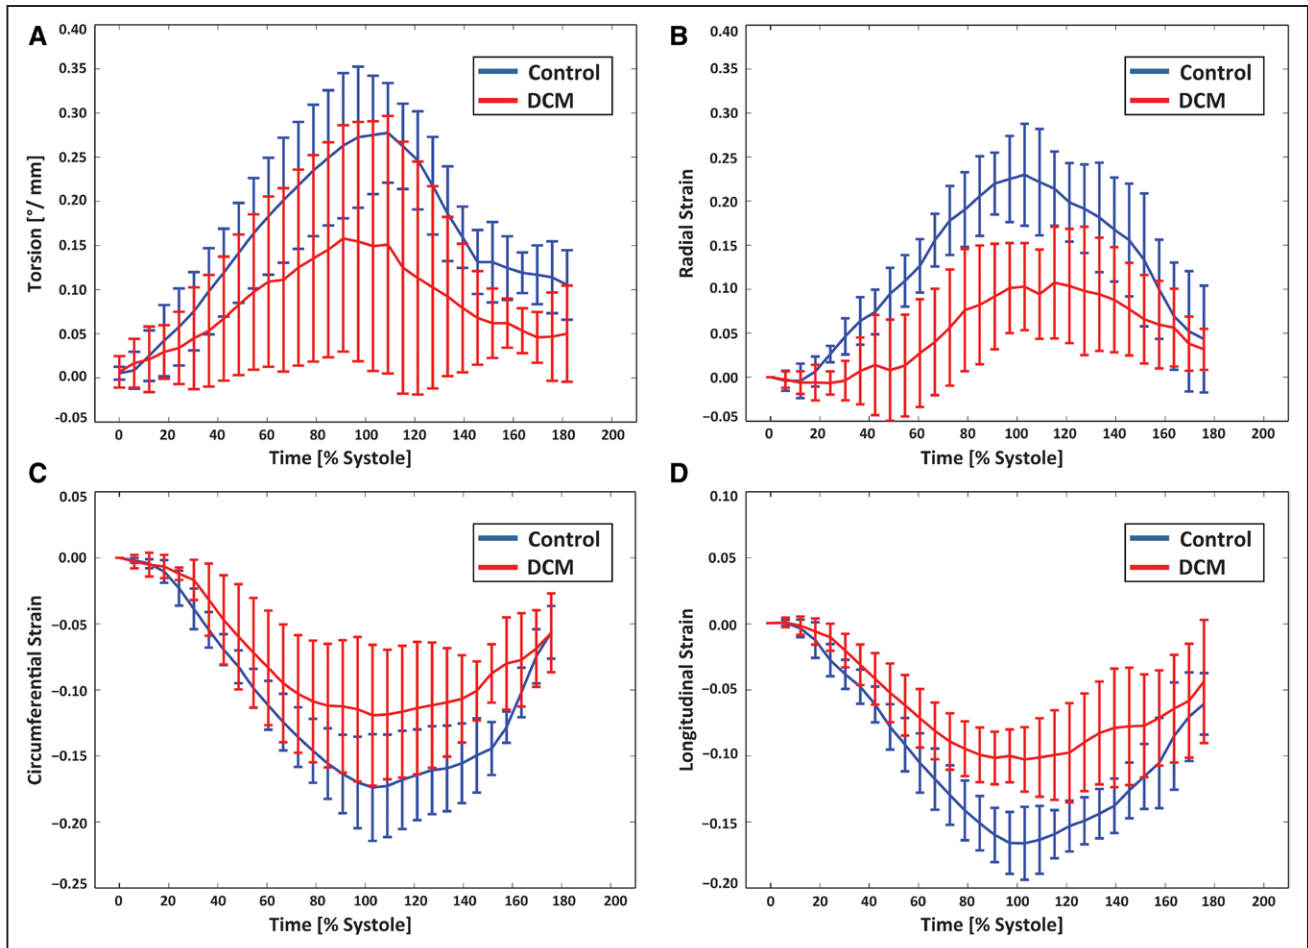 A
0.40
0.35
0.30
0.25
0.20
0.15
0.10
0.05
0.00
−0.05
Torsion [°/ mm]
Control
DCM
0 20 40 60 80 100 120 140 160 180 200
Time [% Systole]
B
0.40
0.35
0.30
0.25
0.20
0.15
0.10
0.05
0.00
−0.05
Radial Strain
Control
DCM
0 20 40 60 80 100 120 140 160 180 200
Time [% Systole]
C
0.05
0.00
−0.05
−0.10
−0.15
−0.20
−0.25
Circumferential Strain
Control
DCM
0 20 40 60 80 100 120 140 160 180 200
Time [% Systole]
D
0.10
0.05
0.00
−0.05
−0.10
−0.15
−0.20
Longitudinal Strain
Control
DCM
0 20 40 60 80 100 120 140 160 180 200
Time [% Systole]